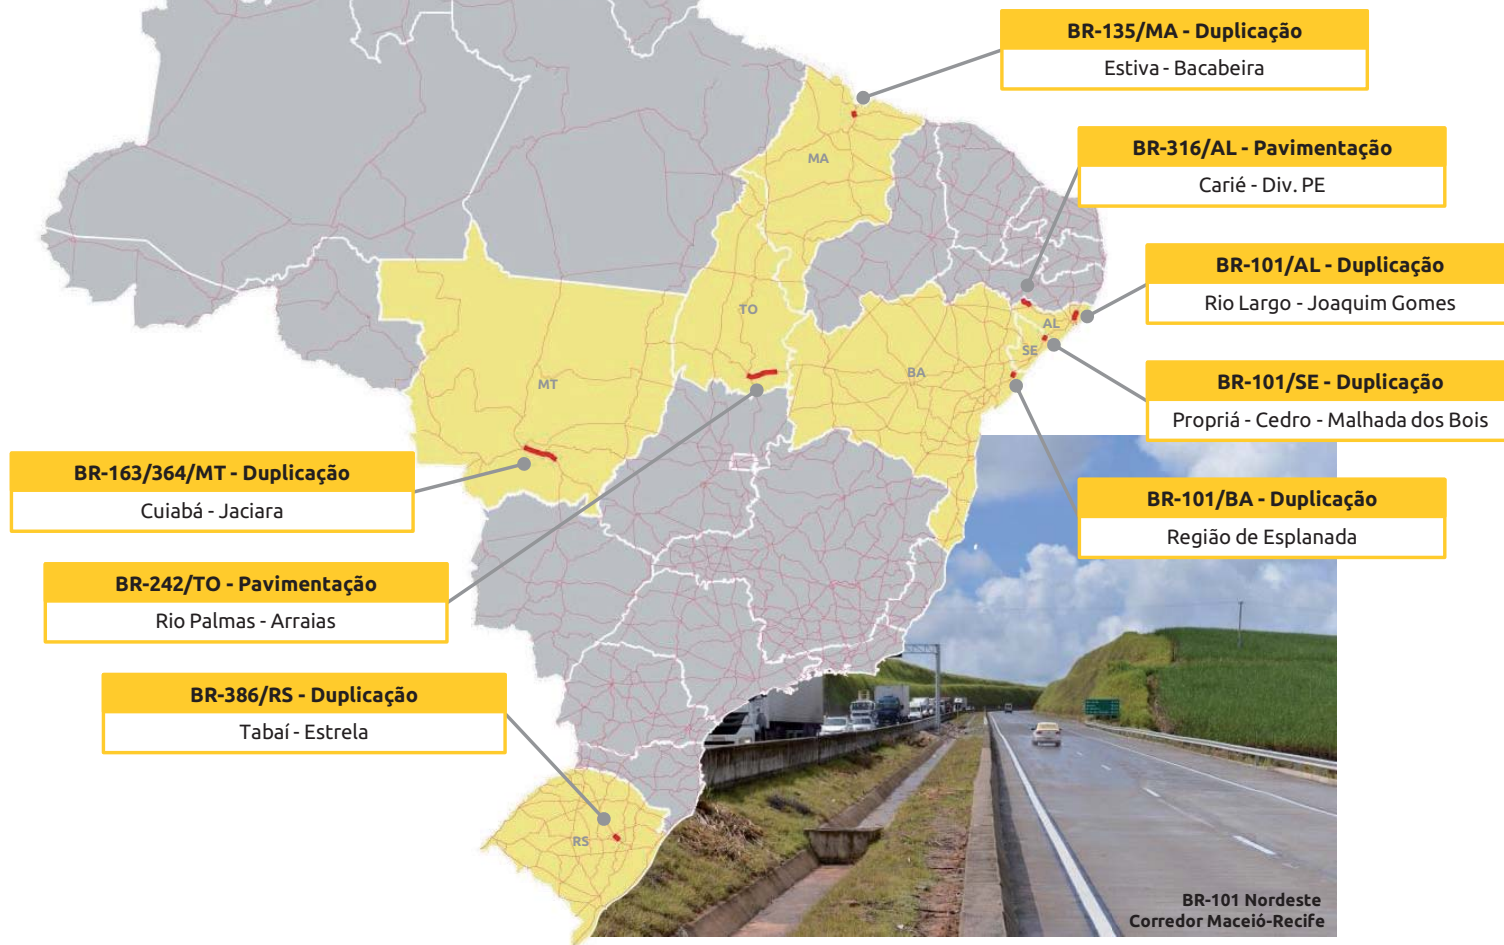 BR-135/MA - Duplicação
Estiva - Bacabeira
BR-316/AL - Pavimentação
Carié - Div. PE
BR-101/AL - Duplicação
Rio Largo - Joaquim Gomes
BR-101/SE - Duplicação
Propriá - Cedro - Malhada dos Bois
BR-101/BA - Duplicação
Região de Esplanada
BR-163/364/MT - Duplicação
Cuiabá - Jaciara
BR-242/TO - Pavimentação
Rio Palmas - Arraias
BR-386/RS - Duplicação
Tabaí - Estrela
MA
TO
AL
SE
BA
MT
RS
BR-101 Nordeste
Corredor Maceió-Recife